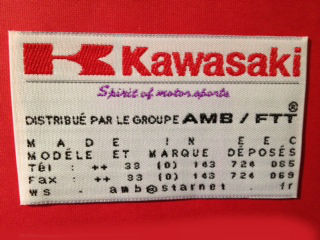 Kawasaki
Spirit of motor sports
DISTRIBUÉ PAR LE GROUPE AMB / FTT ®
MADE IN EEC
MODÈLE ET MARQUE DÉPOSÉS
Tél : ++ 33 (0) 143 724 065
Fax : ++ 33 (0) 143 724 069
ws - amb@starnet . fr